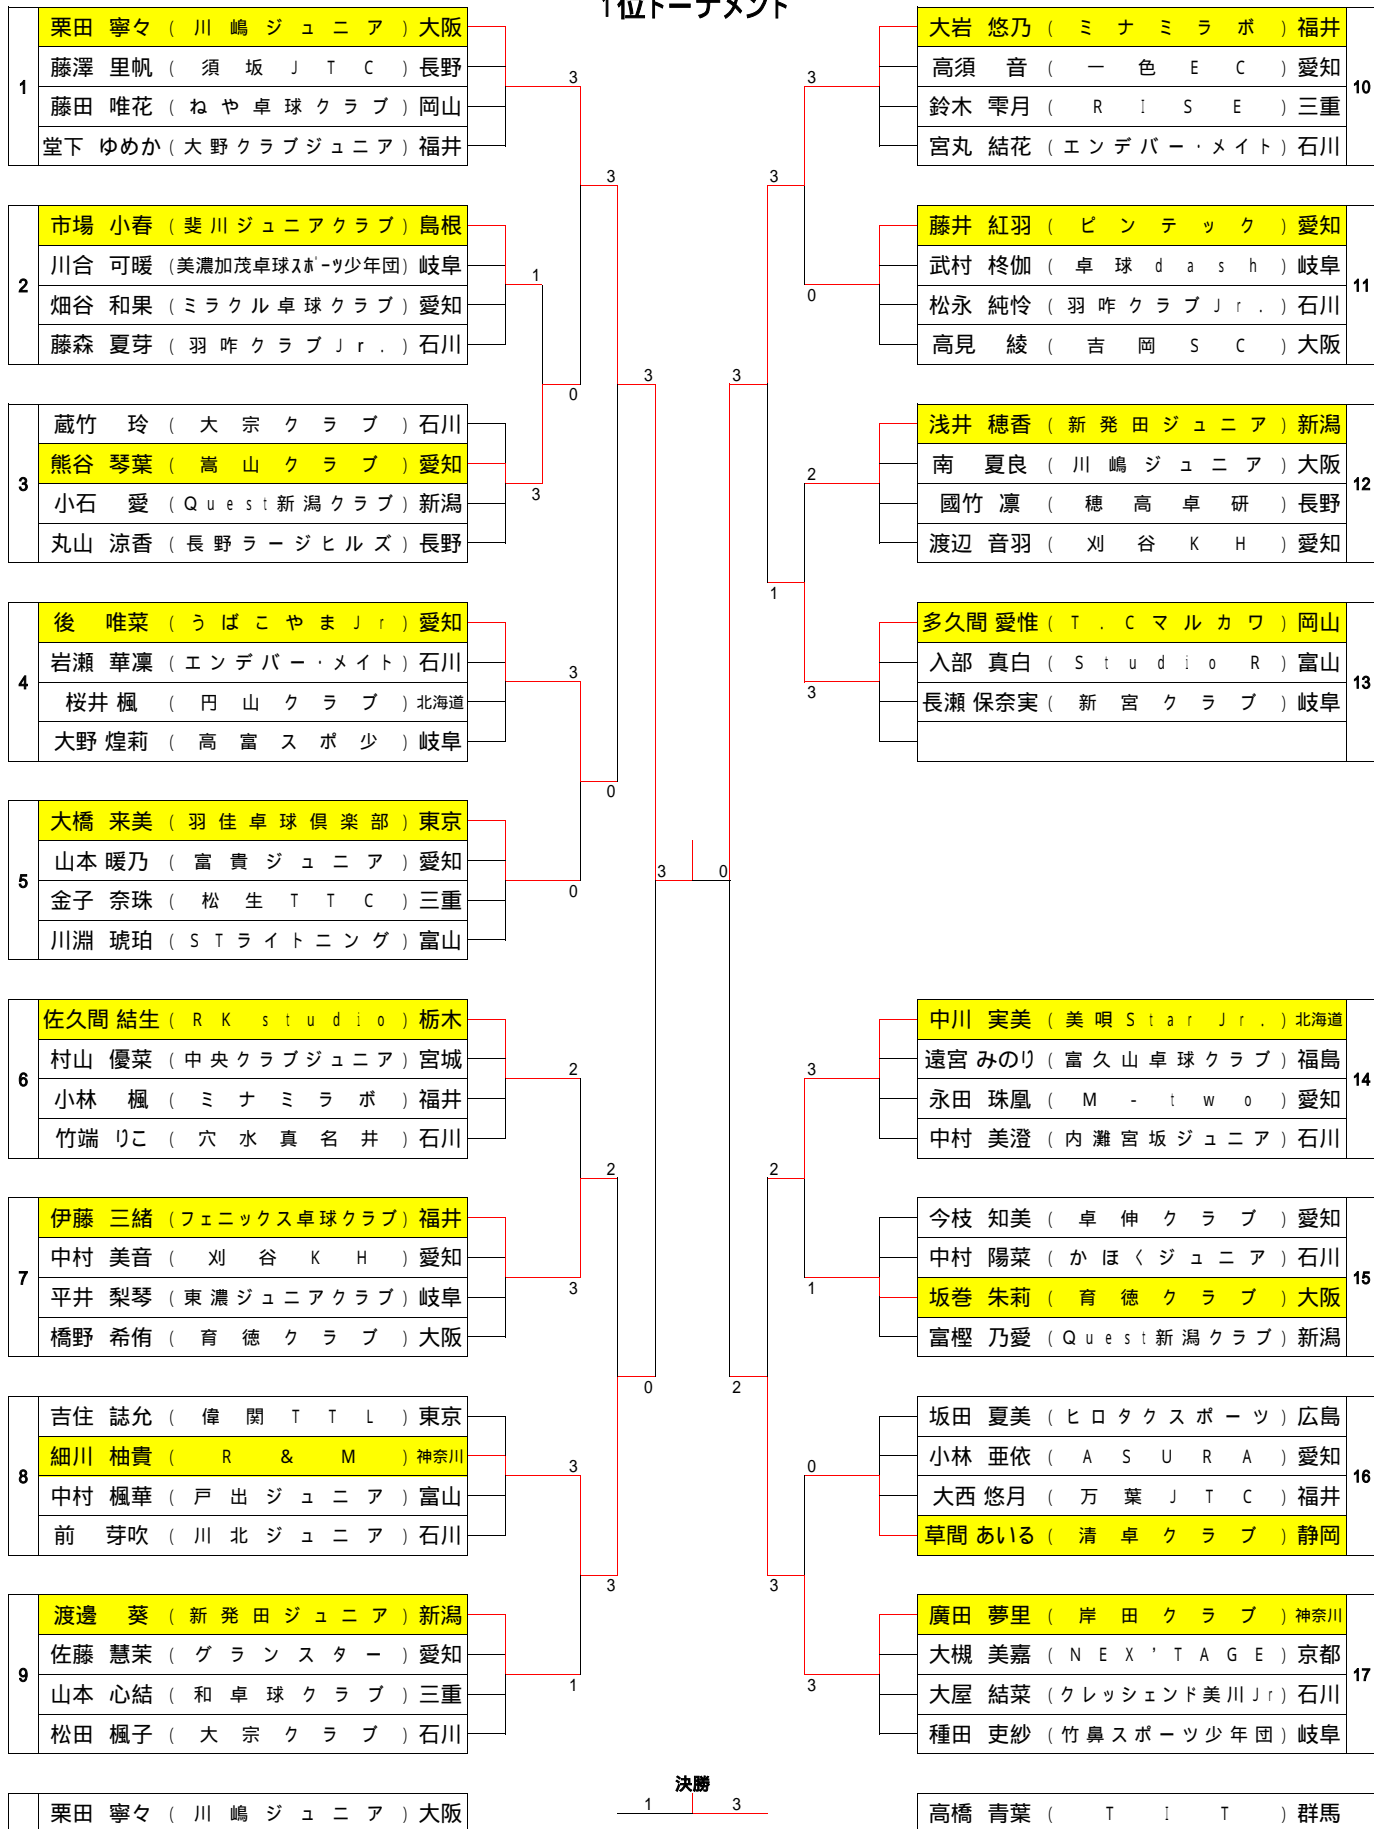 1位トーナメント
1
栗田 寧々 (川嶋ジュニア) 大阪
藤澤 里帆 (須坂JTC) 長野
藤田 唯花 (ねや卓球クラブ) 岡山
堂下 ゆめか (大野クラブジュニア) 福井
3
3
2
市場 小春 (斐川ジュニアクラブ) 島根
川合 可暖 (美濃加茂卓球スポーツ少年団) 岐阜
畑谷 和果 (ミラクル卓球クラブ) 愛知
藤森 夏芽 (羽咋クラブJr.) 石川
1
0
3
3
蔵竹 玲 (大宗クラブ) 石川
熊谷 琴葉 (嵩山クラブ) 愛知
小石 愛 (Quest新潟クラブ) 新潟
丸山 涼香 (長野ラージヒルズ) 長野
3
4
後 唯菜 (うばこやまJr) 愛知
岩瀬 華凜 (エンデバー・メイト) 石川
桜井 楓 (円山クラブ) 北海道
大野 煌莉 (高富スポ少) 岐阜
3
0
5
大橋 来美 (羽佳卓球倶楽部) 東京
山本 暖乃 (富貴ジュニア) 愛知
金子 奈珠 (松生TTC) 三重
川淵 琥珀 (STライトニング) 富山
0
3 0
6
佐久間 結生 (RK studio) 栃木
村山 優菜 (中央クラブジュニア) 宮城
小林 楓 (ミナミラボ) 福井
竹端 りこ (穴水真名井) 石川
2
2
7
伊藤 三緒 (フェニックス卓球クラブ) 福井
中村 美音 (刈谷KH) 愛知
平井 梨琴 (東濃ジュニアクラブ) 岐阜
橋野 希侑 (育徳クラブ) 大阪
3
0
8
吉住 誌允 (偉関TTL) 東京
細川 柚貴 (R&M) 神奈川
中村 楓華 (戸出ジュニア) 富山
前 芽吹 (川北ジュニア) 石川
3
3
9
渡邊 葵 (新発田ジュニア) 新潟
佐藤 慧茉 (グランスター) 愛知
山本 心結 (和卓球クラブ) 三重
松田 楓子 (大宗クラブ) 石川
1
10
大岩 悠乃 (ミナミラボ) 福井
高須 音 (一色EC) 愛知
鈴木 雫月 (RISE) 三重
宮丸 結花 (エンデバー・メイト) 石川
3
3
11
藤井 紅羽 (ピンテック) 愛知
武村 柊伽 (卓球dash) 岐阜
松永 純怜 (羽咋クラブJr.) 石川
高見 綾 (吉岡SC) 大阪
0
3
12
浅井 穂香 (新発田ジュニア) 新潟
南 夏良 (川嶋ジュニア) 大阪
國竹 凛 (穂高卓研) 長野
渡辺 音羽 (刈谷KH) 愛知
2
1
13
多久間 愛惟 (T.Cマルカワ) 岡山
入部 真白 (Studio R) 富山
長瀬 保奈実 (新宮クラブ) 岐阜
3
14
中川 実美 (美唄Star Jr.) 北海道
遠宮 みのり (富久山卓球クラブ) 福島
永田 珠凰 (M-two) 愛知
中村 美澄 (内灘宮坂ジュニア) 石川
3
2
15
今枝 知美 (卓伸クラブ) 愛知
中村 陽菜 (かほくジュニア) 石川
坂巻 朱莉 (育徳クラブ) 大阪
富樫 乃愛 (Quest新潟クラブ) 新潟
1
2
16
坂田 夏美 (ヒロタクスポーツ) 広島
小林 亜依 (ASURA) 愛知
大西 悠月 (万葉JTC) 福井
草間 あいる (清卓クラブ) 静岡
0
3
17
廣田 夢里 (岸田クラブ) 神奈川
大槻 美嘉 (NEX'TAGE) 京都
大屋 結菜 (クレッシェンド美川Jr) 石川
種田 吏紗 (竹鼻スポーツ少年団) 岐阜
3
決勝
栗田 寧々 (川嶋ジュニア) 大阪
1 3
高橋 青葉 (TIT) 群馬